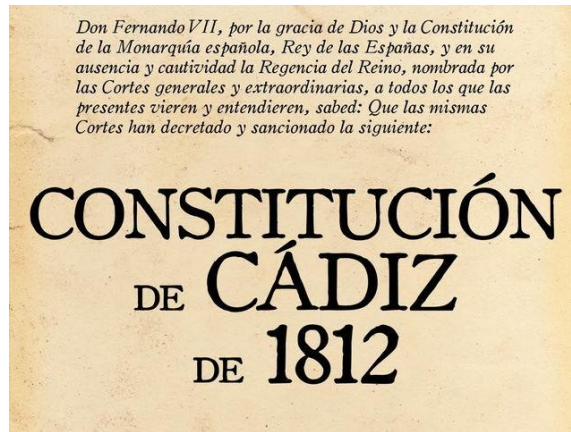 Don Fernando VII, por la gracia de Dios y la Constitución
de la Monarquía española, Rey de las Españas, y en su
ausencia y cautividad la Regencia del Reino, nombrada por
las Cortes generales y extraordinarias, a todos los que las
presentes vieren y entendieren, sabed: Que las mismas
Cortes han decretado y sancionado la siguiente:
CONSTITUCIÓN
DE CÁDIZ
DE 1812